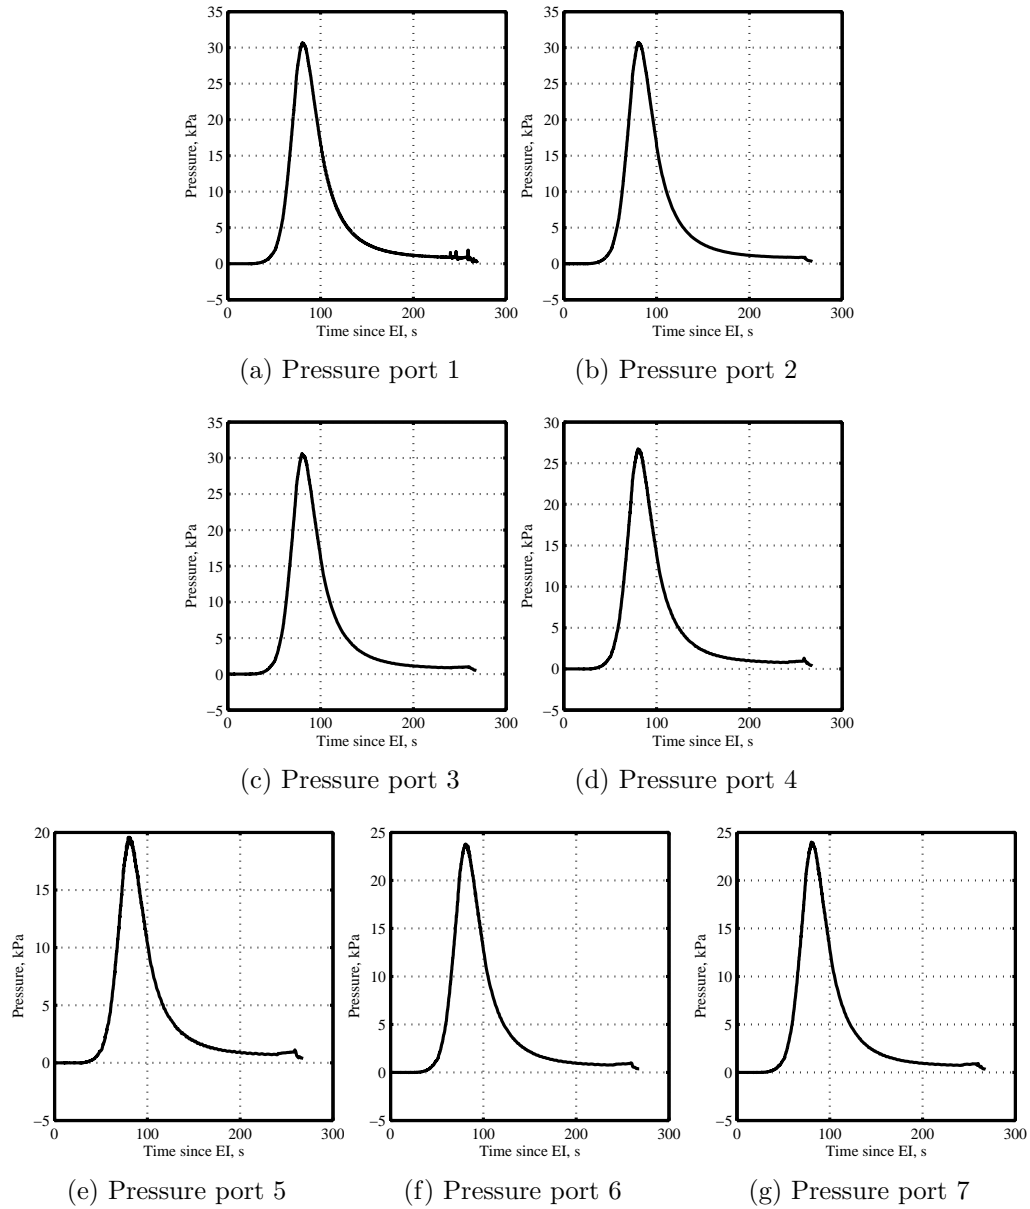 35
30
25
20
15
10
5
0
−5
0 100 200 300
Pressure, kPa
Time since EI, s
(a) Pressure port 1
35
30
25
20
15
10
5
0
−5
0 100 200 300
Pressure, kPa
Time since EI, s
(b) Pressure port 2
35
30
25
20
15
10
5
0
−5
0 100 200 300
Pressure, kPa
Time since EI, s
(c) Pressure port 3
30
25
20
15
10
5
0
−5
0 100 200 300
Pressure, kPa
Time since EI, s
(d) Pressure port 4
20
15
10
5
0
−5
0 100 200 300
Pressure, kPa
Time since EI, s
(e) Pressure port 5
25
20
15
10
5
0
−5
0 100 200 300
Pressure, kPa
Time since EI, s
(f) Pressure port 6
25
20
15
10
5
0
−5
0 100 200 300
Pressure, kPa
Time since EI, s
(g) Pressure port 7